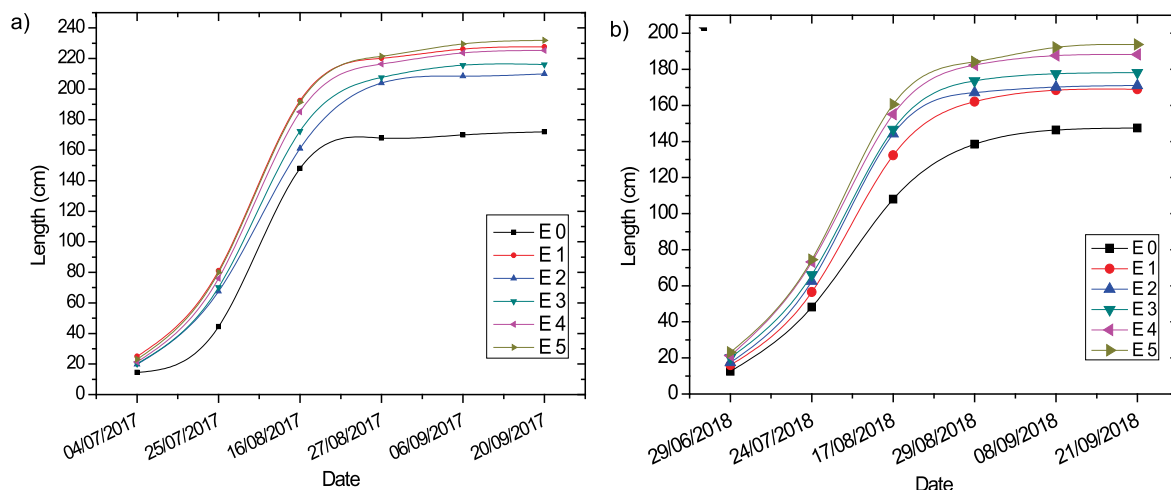 a)
Length (cm)
240
220
200
180
160
140
120
100
80
60
40
20
0
E 0
E 1
E 2
E 3
E 4
E 5
04/07/2017
25/07/2017
16/08/2017
27/08/2017
06/09/2017
20/09/2017
Date
b)
Length (cm)
200
180
160
140
120
100
80
60
40
20
0
E 0
E 1
E 2
E 3
E 4
E 5
29/06/2018
24/07/2018
17/08/2018
29/08/2018
08/09/2018
21/09/2018
Date